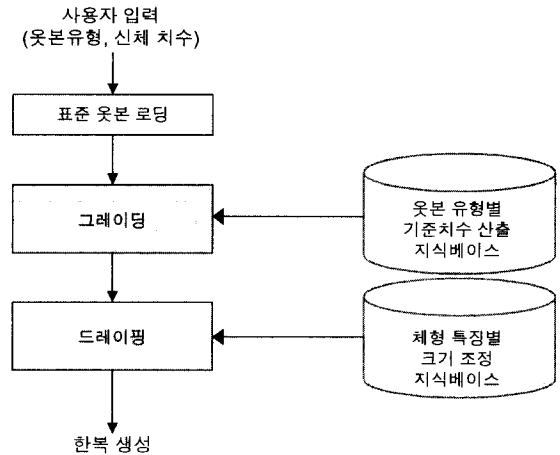 사용자 입력
(옷본유형, 신체 치수)
표준 옷본 로딩
그레이딩
옷본 유형별
기준치수 산출
지식베이스
드레이핑
체형 특징별
크기 조정
지식베이스
한복 생성